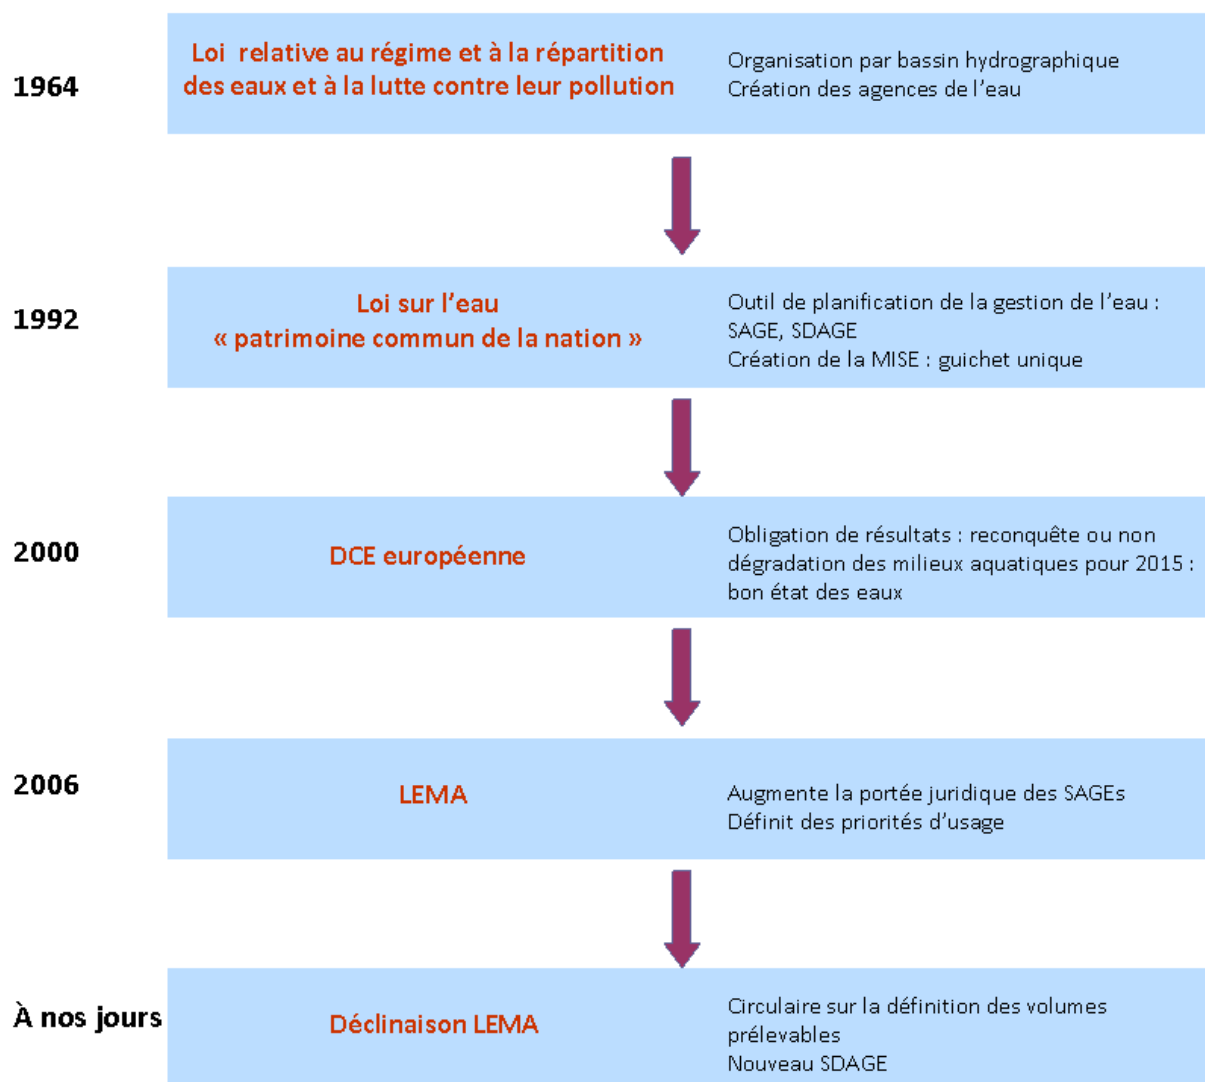 1964
Loi relative au régime et à la répartition
des eaux et à la lutte contre leur pollution
Organisation par bassin hydrographique
Création des agences de l'eau
1992
Loi sur l'eau
« patrimoine commun de la nation »
Outil de planification de la gestion de l'eau :
SAGE, SDAGE
Création de la MISE : guichet unique
2000
DCE européenne
Obligation de résultats : reconquête ou non
dégradation des milieux aquatiques pour 2015 :
bon état des eaux
2006
LEMA
Augmente la portée juridique des SAGEs
Définit des priorités d'usage
À nos jours
Déclinaison LEMA
Circulaire sur la définition des volumes
prélevables
Nouveau SDAGE